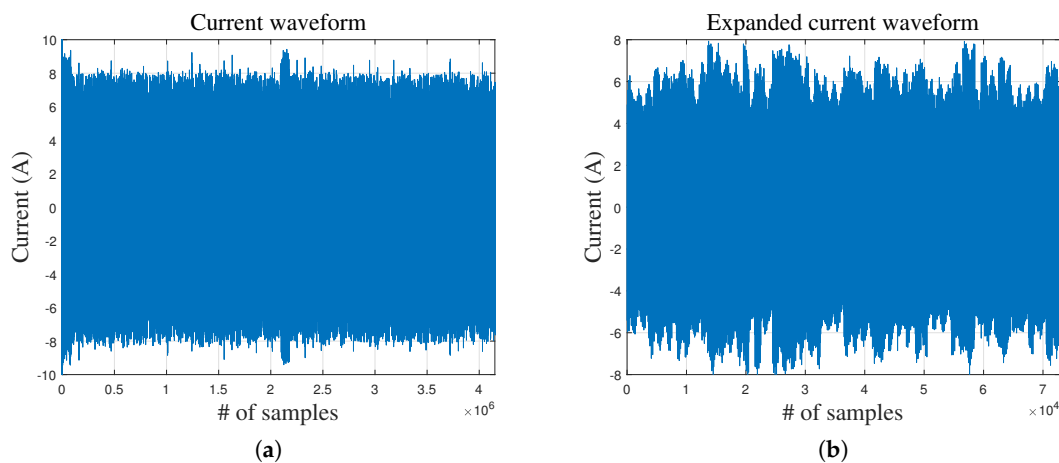 Current waveform
10
8
6
4
2
0
-2
-4
-6
-8
-10
Current (A)
0 0.5 1 1.5 2 2.5 3 3.5 4
×10^6
# of samples
(a)
Expanded current waveform
8
6
4
2
0
-2
-4
-6
-8
Current (A)
0 1 2 3 4 5 6 7
×10^4
# of samples
(b)